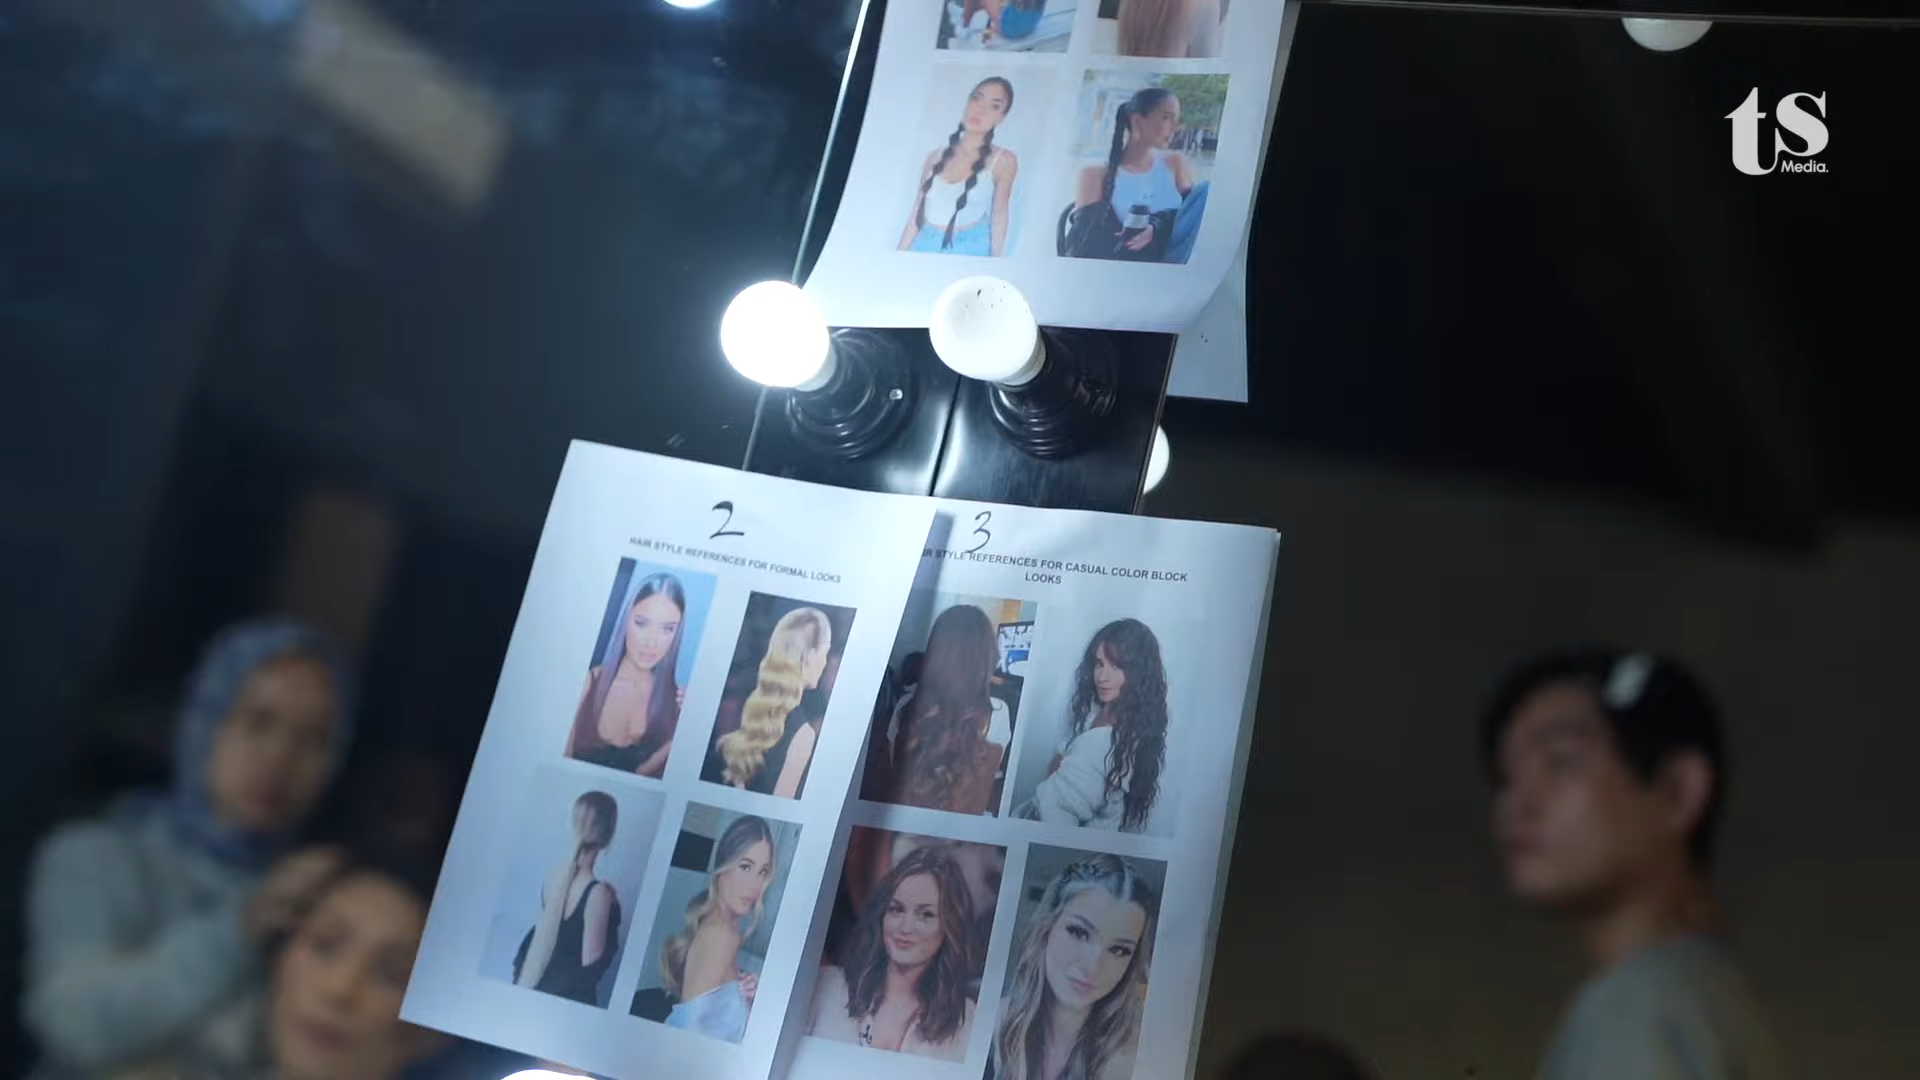 ts
Media.
2
HAIR STYLE REFERENCES FOR FORMAL LOOKS
3
STYLE REFERENCES FOR CASUAL COLOR BLOCK
LOOKS